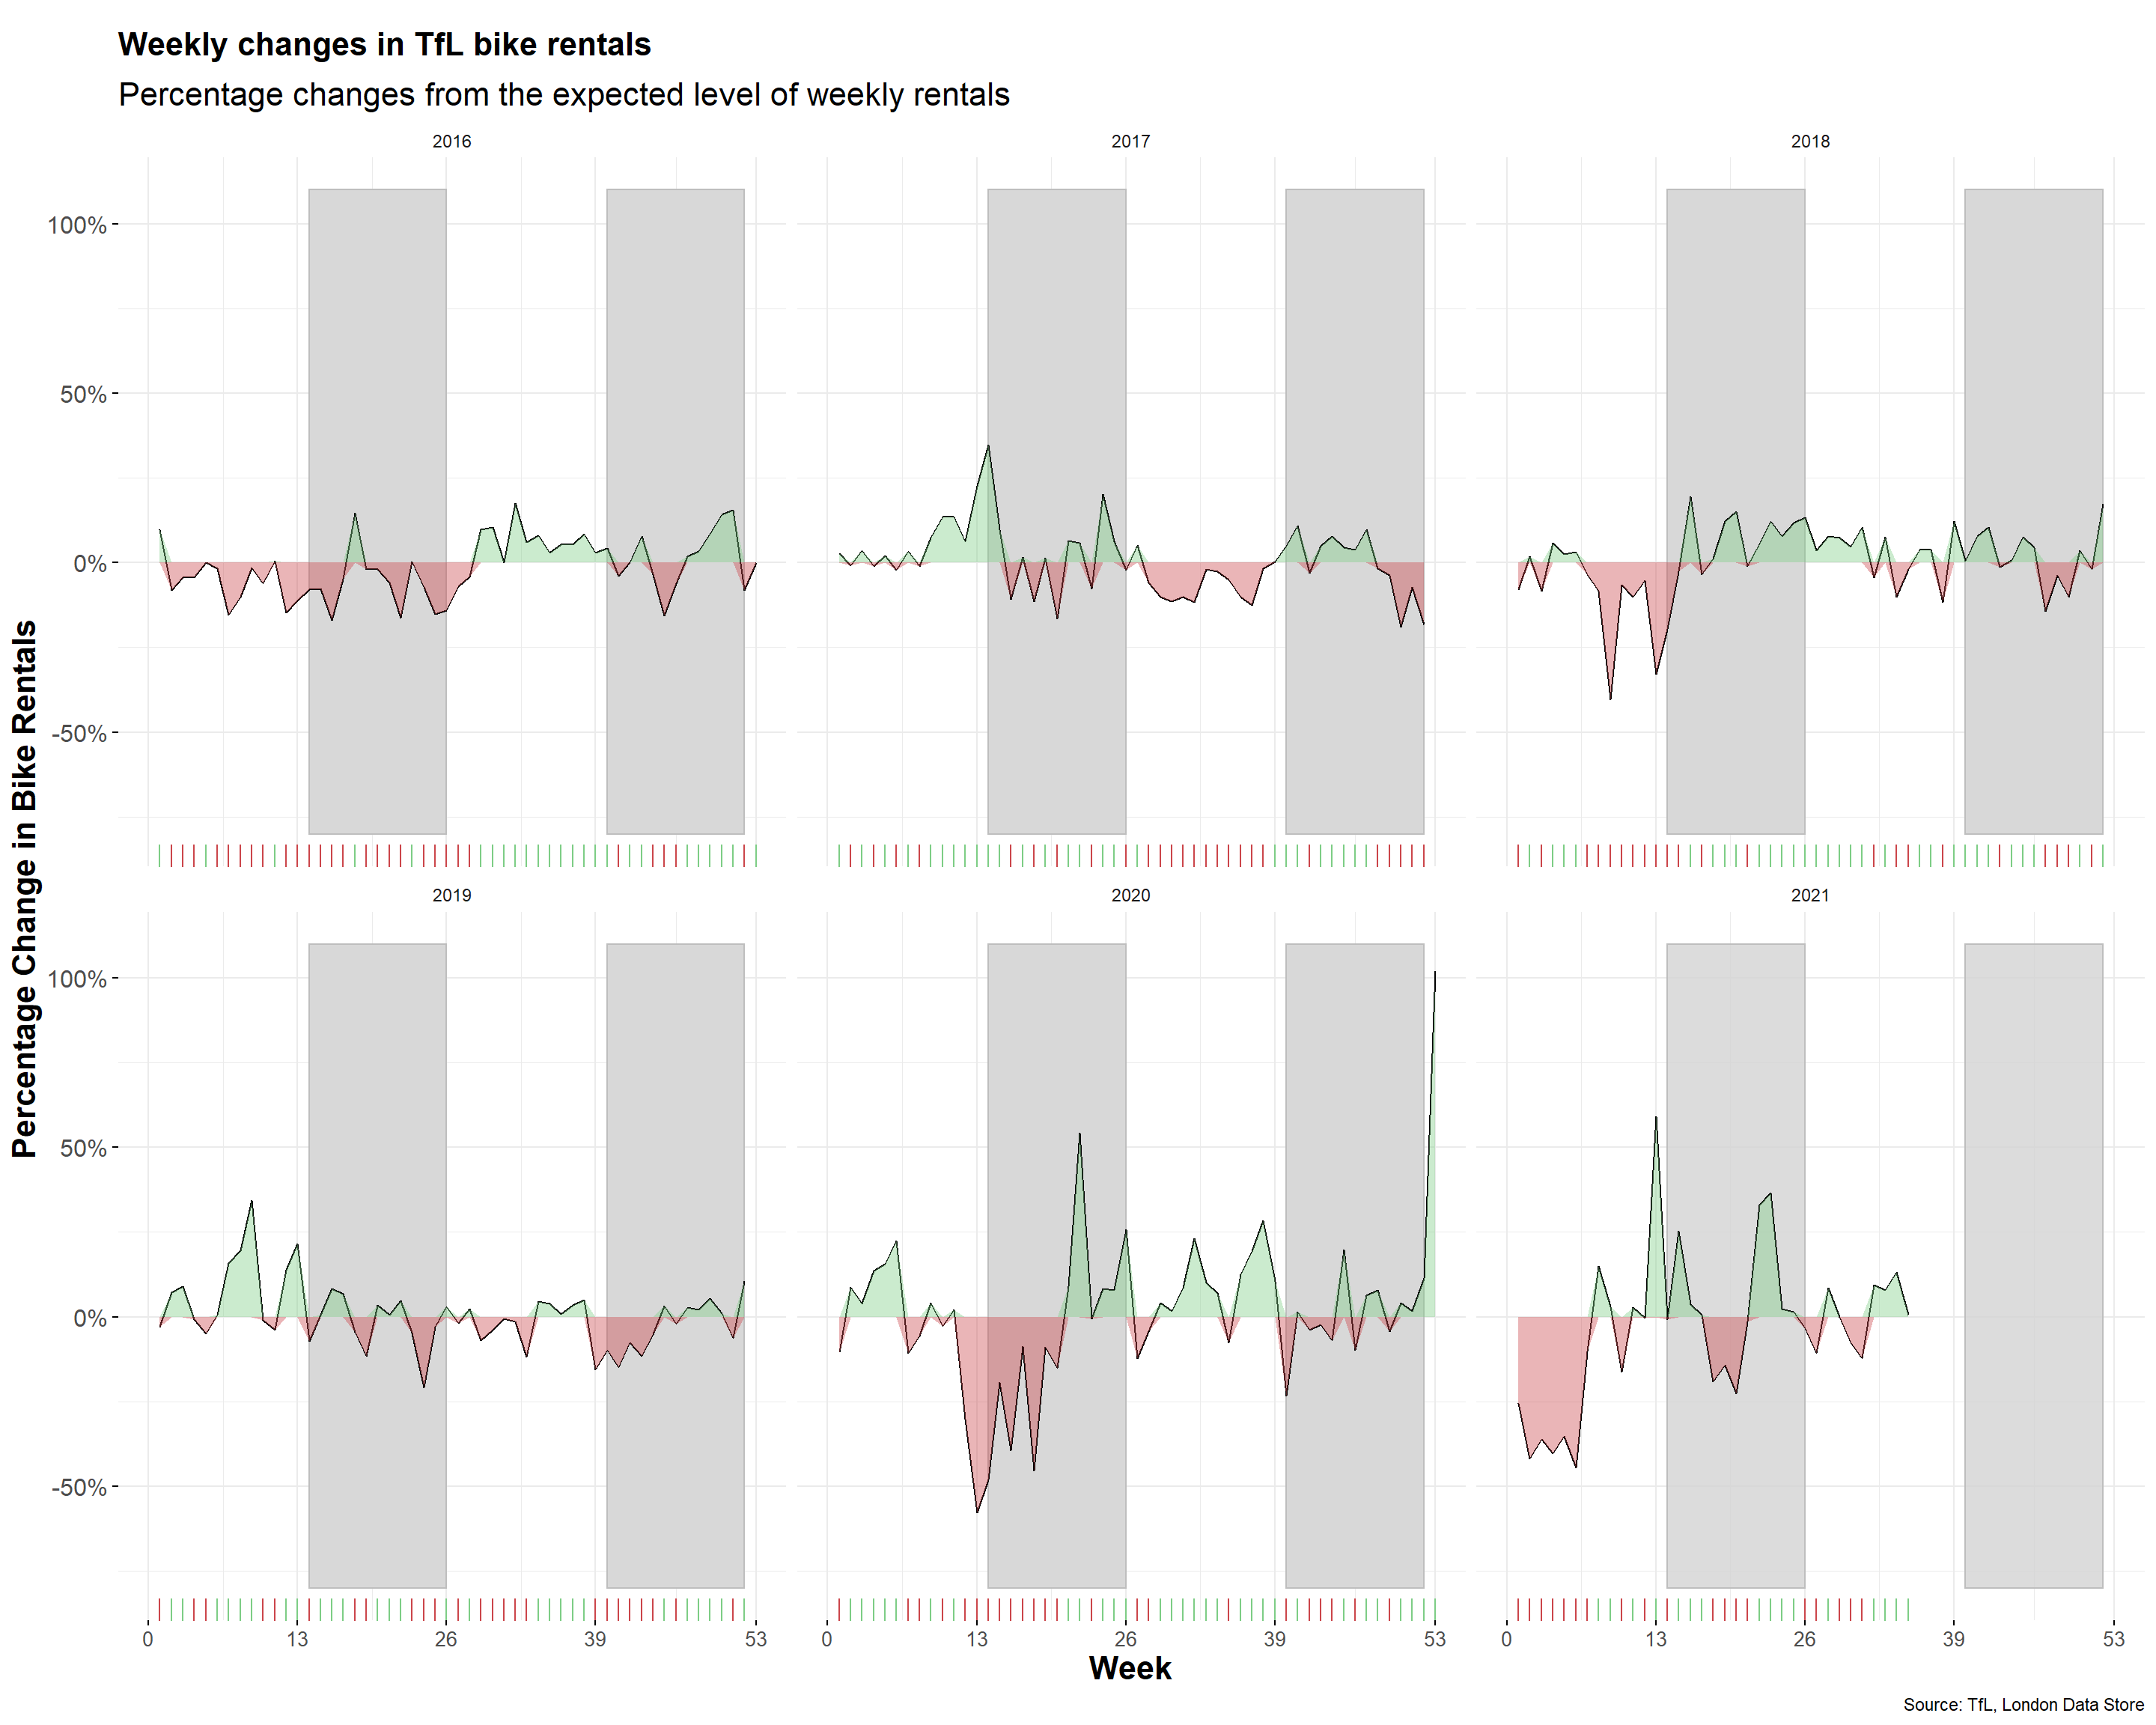 Weekly changes in TfL bike rentals
Percentage changes from the expected level of weekly rentals
2016
2017
2018
100%
50%
0%
-50%
Percentage Change in Bike Rentals
2019
2020
2021
100%
50%
0%
-50%
0 13 26 39 53
0 13 26 39 53
0 13 26 39 53
Week
Source: TfL, London Data Store